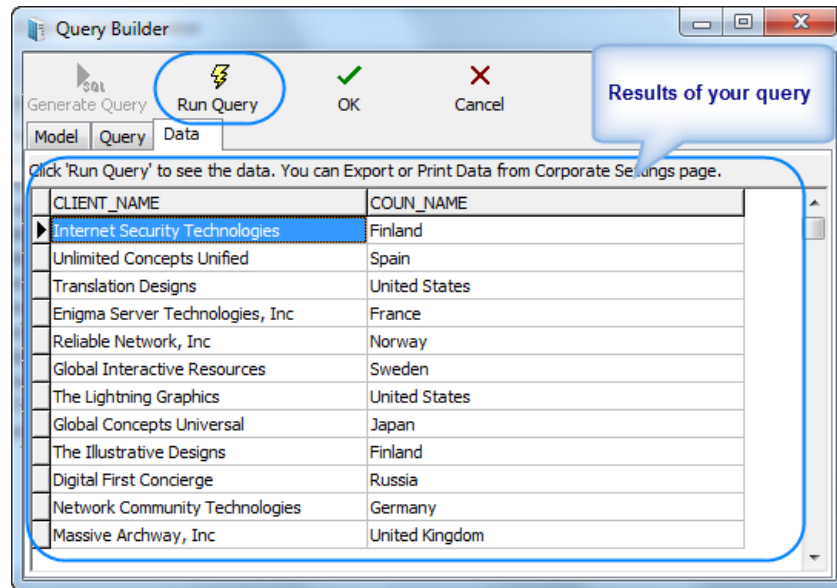 Query Builder
SQL
Generate Query Run Query OK Cancel
Results of your query
Model Query Data
Click 'Run Query' to see the data. You can Export or Print Data from Corporate Settings page.
CLIENT_NAME COUN_NAME
Internet Security Technologies Finland
Unlimited Concepts Unified Spain
Translation Designs United States
Enigma Server Technologies, Inc France
Reliable Network, Inc Norway
Global Interactive Resources Sweden
The Lightning Graphics United States
Global Concepts Universal Japan
The Illustrative Designs Finland
Digital First Concierge Russia
Network Community Technologies Germany
Massive Archway, Inc United Kingdom